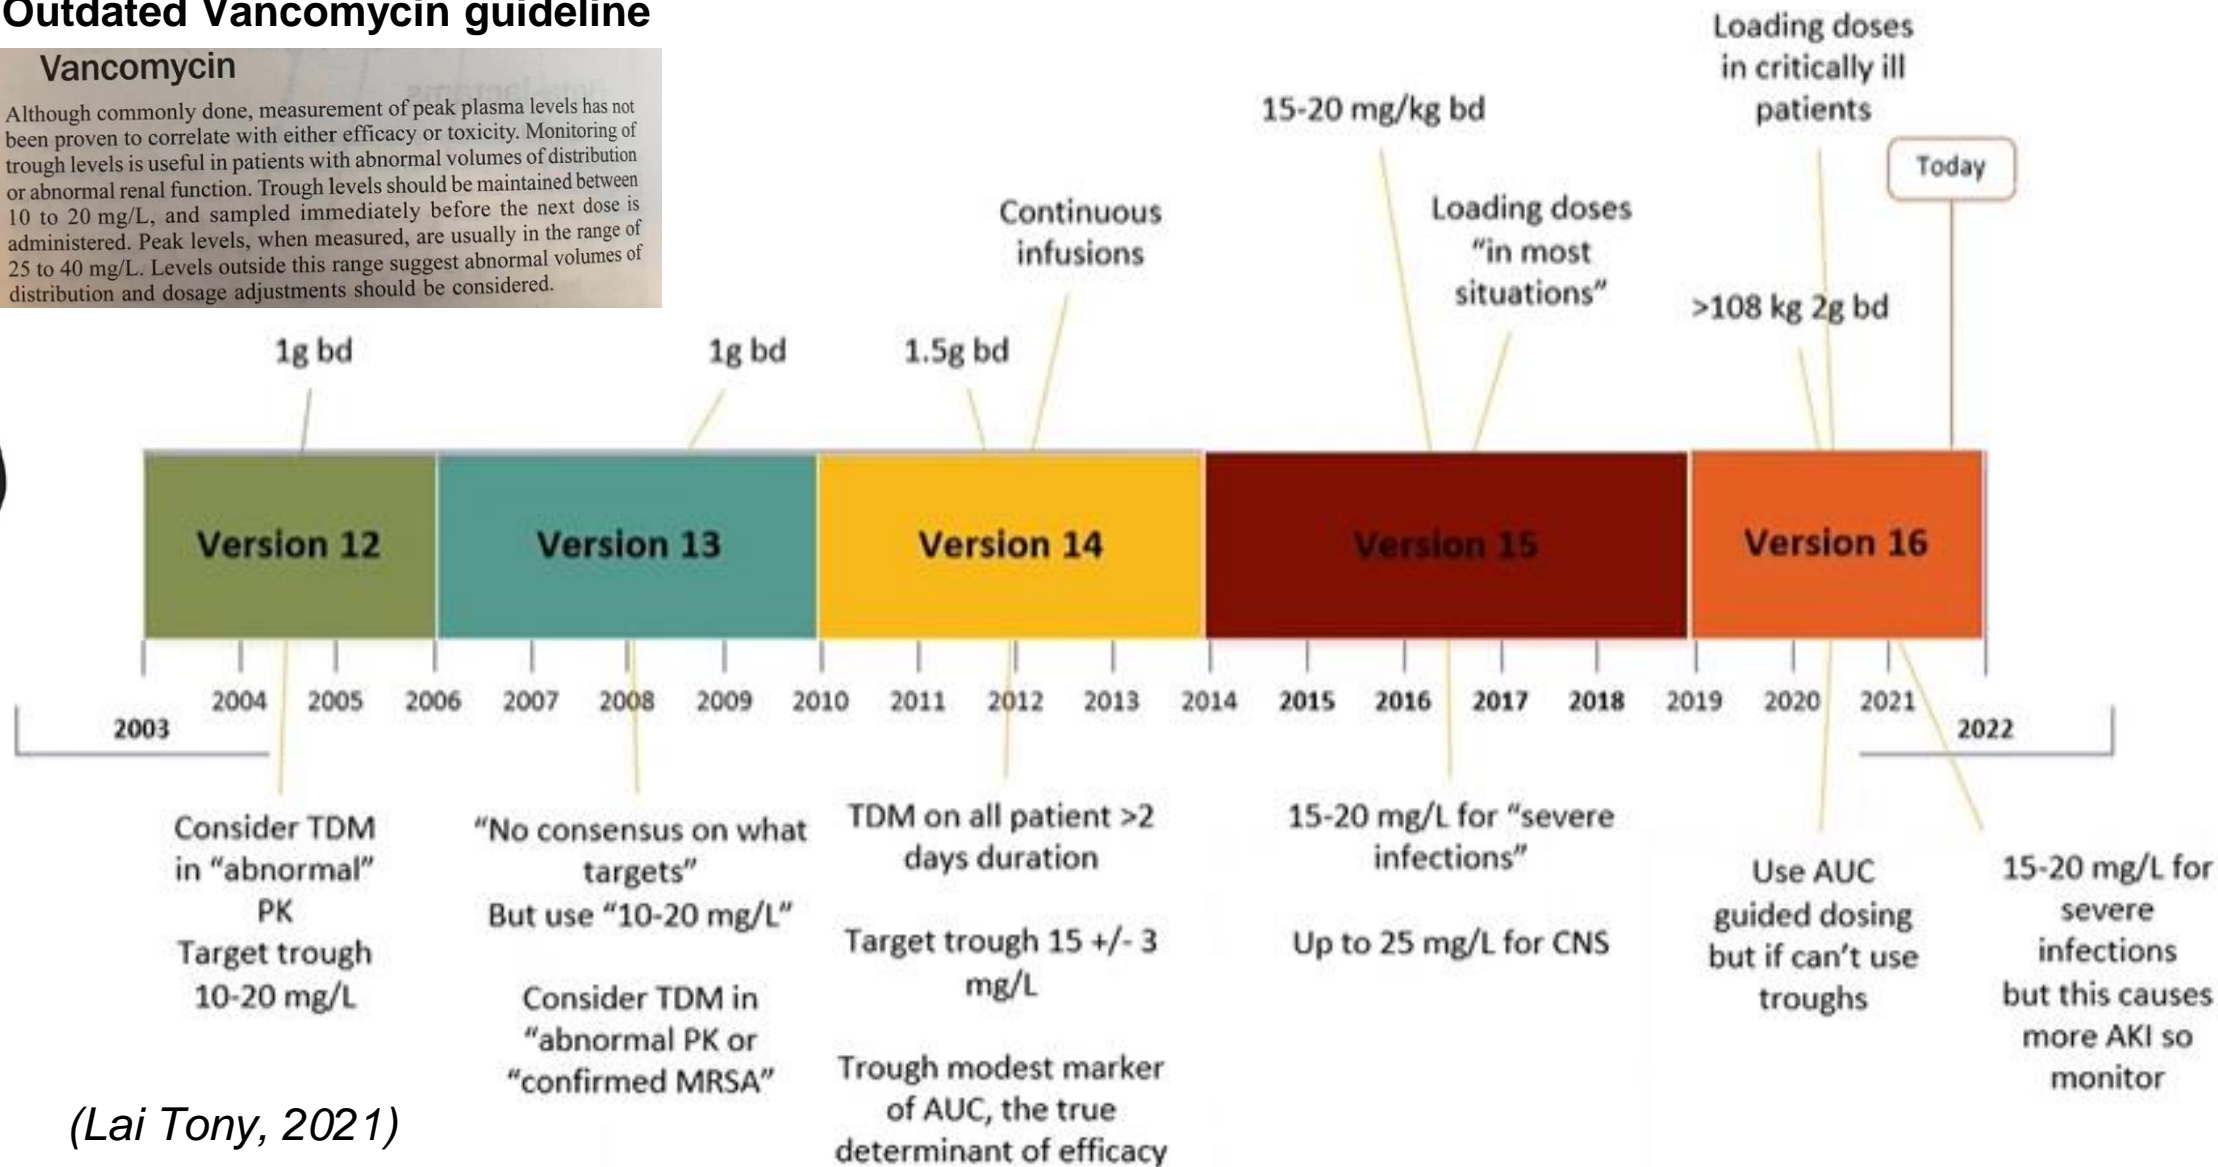 Outdated Vancomycin guideline
Vancomycin
Although commonly done, measurement of peak plasma levels has not
been proven to correlate with either efficacy or toxicity. Monitoring of
trough levels is useful in patients with abnormal volumes of distribution
or abnormal renal function. Trough levels should be maintained between
10 to 20 mg/L, and sampled immediately before the next dose is
administered. Peak levels, when measured, are usually in the range of
25 to 40 mg/L. Levels outside this range suggest abnormal volumes of
distribution and dosage adjustments should be considered.
1g bd
1g bd
1.5g bd
Continuous
infusions
15-20 mg/kg bd
Loading doses
"in most
situations"
Loading doses
in critically ill
patients
>108 kg 2g bd
Today
Version 12
Version 13
Version 14
Version 15
Version 16
2003
2004
2005
2006
2007
2008
2009
2010
2011
2012
2013
2014
2015
2016
2017
2018
2019
2020
2021
2022
Consider TDM
in "abnormal"
PK
Target trough
10-20 mg/L
"No consensus on what
targets"
But use "10-20 mg/L"
Consider TDM in
"abnormal PK or
"confirmed MRSA"
TDM on all patient >2
days duration
Target trough 15 +/- 3
mg/L
Trough modest marker
of AUC, the true
determinant of efficacy
15-20 mg/L for "severe
infections"
Up to 25 mg/L for CNS
Use AUC
guided dosing
but if can't use
troughs
15-20 mg/L for
severe
infections
but this causes
more AKI so
monitor
(Lai Tony, 2021)